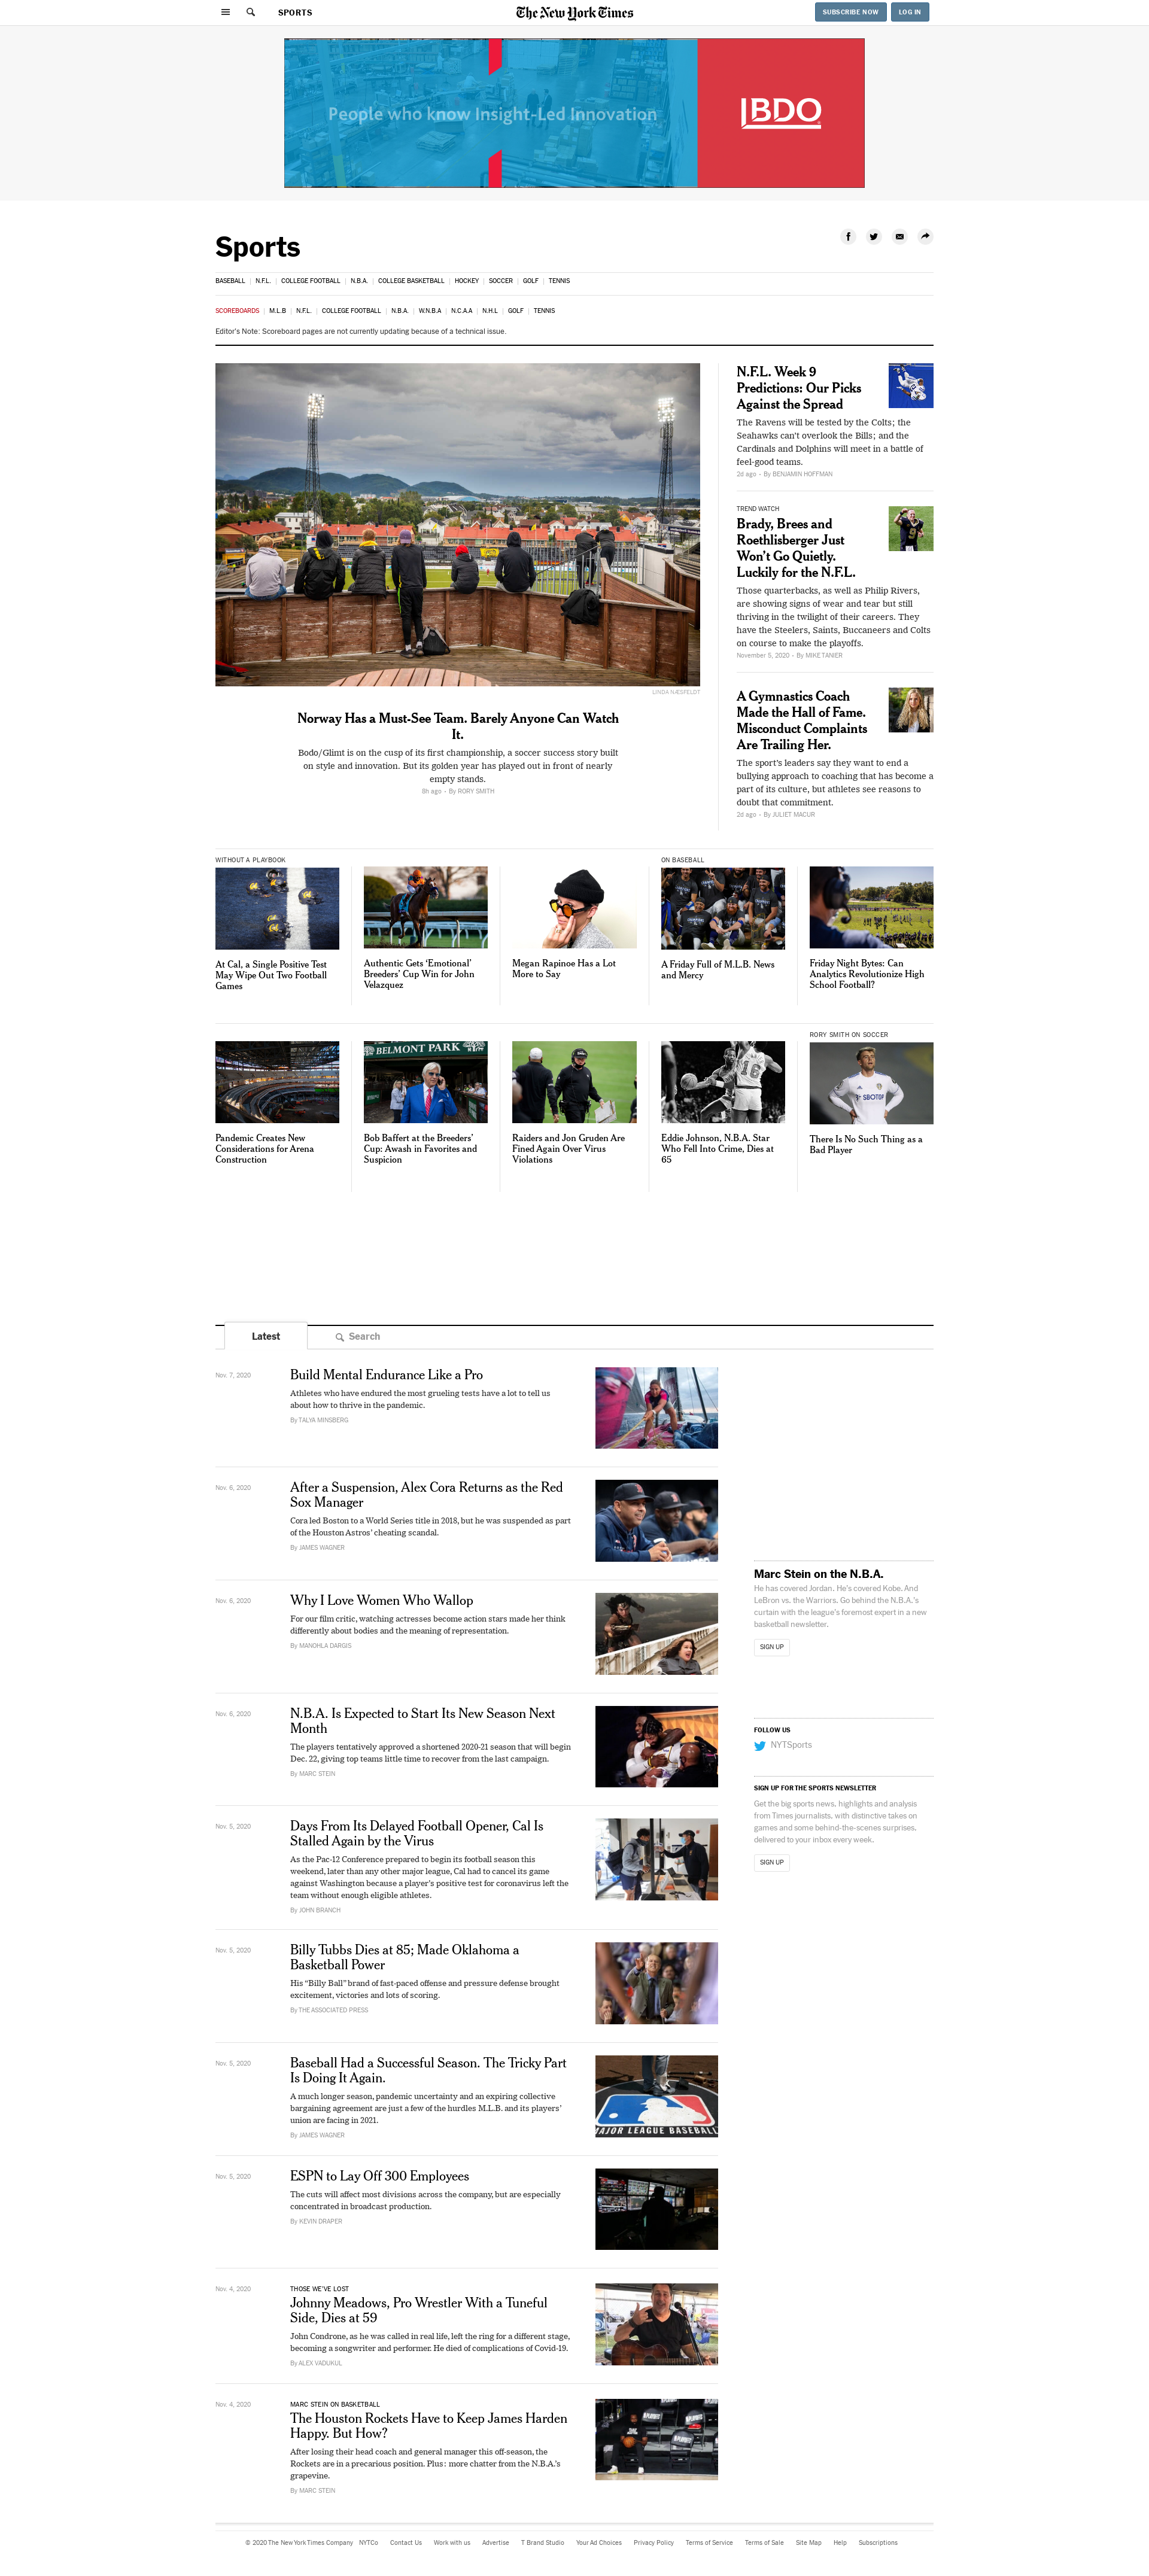 SPORTS
The New York Times
SUBSCRIBE NOW
LOG IN
People who know Insight-Led Innovation
BDO
Sports
BASEBALL | N.F.L. | COLLEGE FOOTBALL | N.B.A. | COLLEGE BASKETBALL | HOCKEY | SOCCER | GOLF | TENNIS
SCOREBOARDS | M.L.B | N.F.L. | COLLEGE FOOTBALL | N.B.A. | W.N.B.A | N.C.A.A | N.H.L | GOLF | TENNIS
Editor's Note: Scoreboard pages are not currently updating because of a technical issue.
LINDA NÆSFELDT
Norway Has a Must-See Team. Barely Anyone Can Watch
It.
Bodo/Glimt is on the cusp of its first championship, a soccer success story built
on style and innovation. But its golden year has played out in front of nearly
empty stands.
8h ago - By RORY SMITH
N.F.L. Week 9
Predictions: Our Picks
Against the Spread
The Ravens will be tested by the Colts; the
Seahawks can't overlook the Bills; and the
Cardinals and Dolphins will meet in a battle of
feel-good teams.
2d ago - By BENJAMIN HOFFMAN
TREND WATCH
Brady, Brees and
Roethlisberger Just
Won't Go Quietly.
Luckily for the N.F.L.
Those quarterbacks, as well as Philip Rivers,
are showing signs of wear and tear but still
thriving in the twilight of their careers. They
have the Steelers, Saints, Buccaneers and Colts
on course to make the playoffs.
November 5, 2020 - By MIKE TANIER
A Gymnastics Coach
Made the Hall of Fame.
Misconduct Complaints
Are Trailing Her.
The sport's leaders say they want to end a
bullying approach to coaching that has become a
part of its culture, but athletes see reasons to
doubt that commitment.
2d ago - By JULIET MACUR
WITHOUT A PLAYBOOK
Cal
Cal
Cal
At Cal, a Single Positive Test
May Wipe Out Two Football
Games
Authentic Gets 'Emotional'
Breeders' Cup Win for John
Velazquez
Megan Rapinoe Has a Lot
More to Say
ON BASEBALL
A Friday Full of M.L.B. News
and Mercy
Friday Night Bytes: Can
Analytics Revolutionize High
School Football?
Pandemic Creates New
Considerations for Arena
Construction
BELMONT PARK
Bob Baffert at the Breeders'
Cup: Awash in Favorites and
Suspicion
Raiders and Jon Gruden Are
Fined Again Over Virus
Violations
16
Eddie Johnson, N.B.A. Star
Who Fell Into Crime, Dies at
65
RORY SMITH ON SOCCER
SBOTOP
There Is No Such Thing as a
Bad Player
Latest
Search
Nov. 7, 2020
Build Mental Endurance Like a Pro
Athletes who have endured the most grueling tests have a lot to tell us
about how to thrive in the pandemic.
By TALYA MINSBERG
Nov. 6, 2020
After a Suspension, Alex Cora Returns as the Red
Sox Manager
Cora led Boston to a World Series title in 2018, but he was suspended as part
of the Houston Astros' cheating scandal.
By JAMES WAGNER
Nov. 6, 2020
Why I Love Women Who Wallop
For our film critic, watching actresses become action stars made her think
differently about bodies and the meaning of representation.
By MANOHLA DARGIS
Nov. 6, 2020
N.B.A. Is Expected to Start Its New Season Next
Month
The players tentatively approved a shortened 2020-21 season that will begin
Dec. 22, giving top teams little time to recover from the last campaign.
By MARC STEIN
Nov. 5, 2020
Days From Its Delayed Football Opener, Cal Is
Stalled Again by the Virus
As the Pac-12 Conference prepared to begin its football season this
weekend, later than any other major league, Cal had to cancel its game
against Washington because a player's positive test for coronavirus left the
team without enough eligible athletes.
By JOHN BRANCH
Nov. 5, 2020
Billy Tubbs Dies at 85; Made Oklahoma a
Basketball Power
His "Billy Ball" brand of fast-paced offense and pressure defense brought
excitement, victories and lots of scoring.
By THE ASSOCIATED PRESS
Nov. 5, 2020
Baseball Had a Successful Season. The Tricky Part
Is Doing It Again.
A much longer season, pandemic uncertainty and an expiring collective
bargaining agreement are just a few of the hurdles M.L.B. and its players'
union are facing in 2021.
By JAMES WAGNER
MAJOR LEAGUE BASEBALL
Nov. 5, 2020
ESPN to Lay Off 300 Employees
The cuts will affect most divisions across the company, but are especially
concentrated in broadcast production.
By KEVIN DRAPER
Nov. 4, 2020
THOSE WE'VE LOST
Johnny Meadows, Pro Wrestler With a Tuneful
Side, Dies at 59
John Condrone, as he was called in real life, left the ring for a different stage,
becoming a songwriter and performer. He died of complications of Covid-19.
By ALEX VADUKUL
Nov. 4, 2020
MARC STEIN ON BASKETBALL
The Houston Rockets Have to Keep James Harden
Happy. But How?
After losing their head coach and general manager this off-season, the
Rockets are in a precarious position. Plus: more chatter from the N.B.A.'s
grapevine.
By MARC STEIN
Marc Stein on the N.B.A.
He has covered Jordan. He's covered Kobe. And
LeBron vs. the Warriors. Go behind the N.B.A.'s
curtain with the league's foremost expert in a new
basketball newsletter.
SIGN UP
FOLLOW US
NYTSports
SIGN UP FOR THE SPORTS NEWSLETTER
Get the big sports news, highlights and analysis
from Times journalists, with distinctive takes on
games and some behind-the-scenes surprises,
delivered to your inbox every week.
SIGN UP
© 2020 The New York Times Company NYTCo Contact Us Work with us Advertise T Brand Studio Your Ad Choices Privacy Policy Terms of Service Terms of Sale Site Map Help Subscriptions